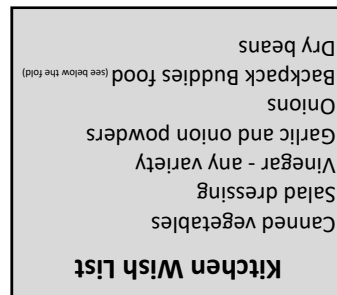 Kitchen Wish List
Canned vegetables
Salad dressing
Vinegar - any variety
Garlic and onion powders
Onions
Backpack Buddies food (see below the fold)
Dry beans